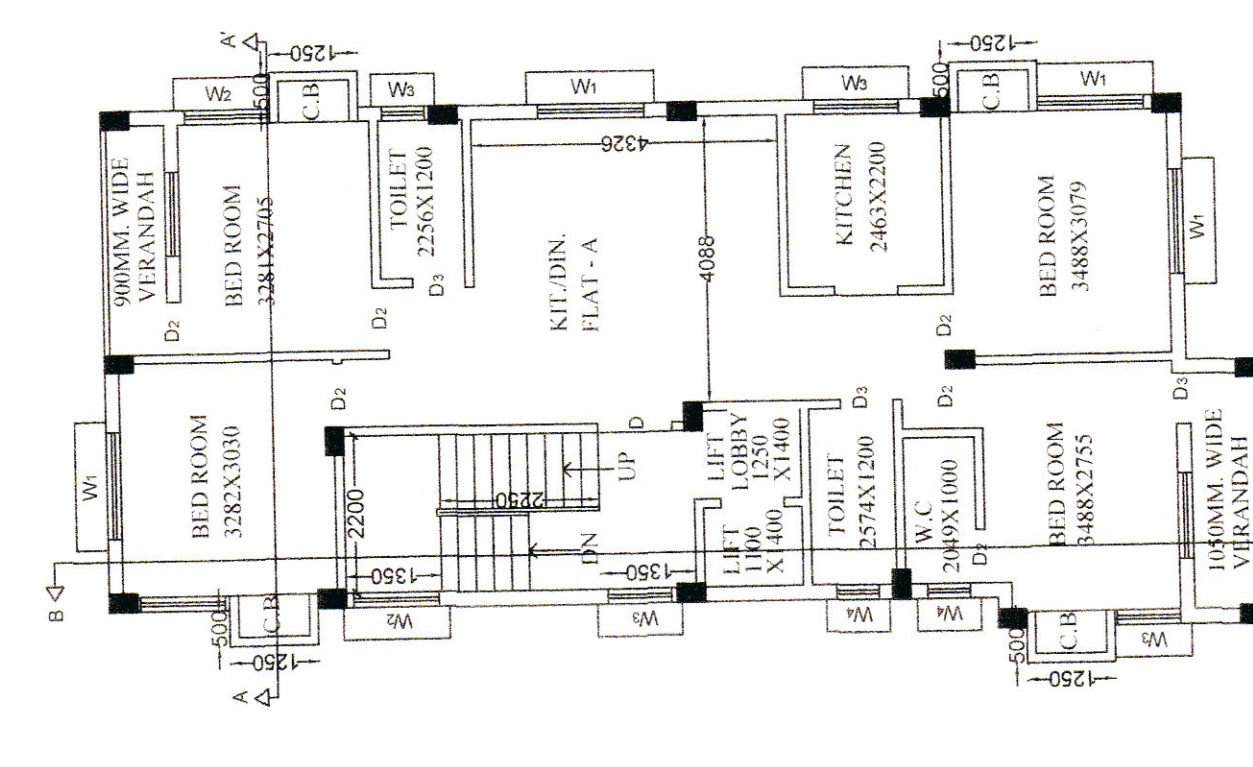 A'
1250
500
W2
C.B
W3
W1
W3
1250
500
C.B
W1
900MM. WIDE
VERANDAH
BED ROOM
3281X2705
TOILET
2256X1200
4326
KITCHEN
2463X2200
BED ROOM
3488X3079
W1
KIT./DIN.
FLAT - A
4088
D2
D2
D3
D2
W1
BED ROOM
3282X3030
D2
2200
2250
UP
DN
D
LIFT
LOBBY
1250
X1400
LIFT
1100
X1400
D3
TOILET
2574X1200
D2
W.C
2049X1000
D2
BED ROOM
3488X2755
D3
1050MM. WIDE
VERANDAH
B
1350
1350
500
C.B
W2
W3
W4
W4
500
C.B
W3
1250
1250
A